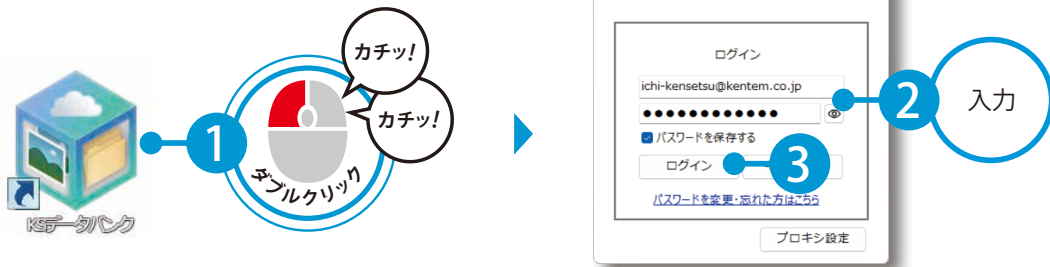 カチッ!
カチッ!
1
ダブルクリック
KSデータバンク
ログイン
ichi-kensetsu@kentem.co.jp
●●●●●●●●●●●●
2
入力
パスワードを保存する
ログイン
3
パスワードを変更・忘れた方はこちら
プロキシ設定